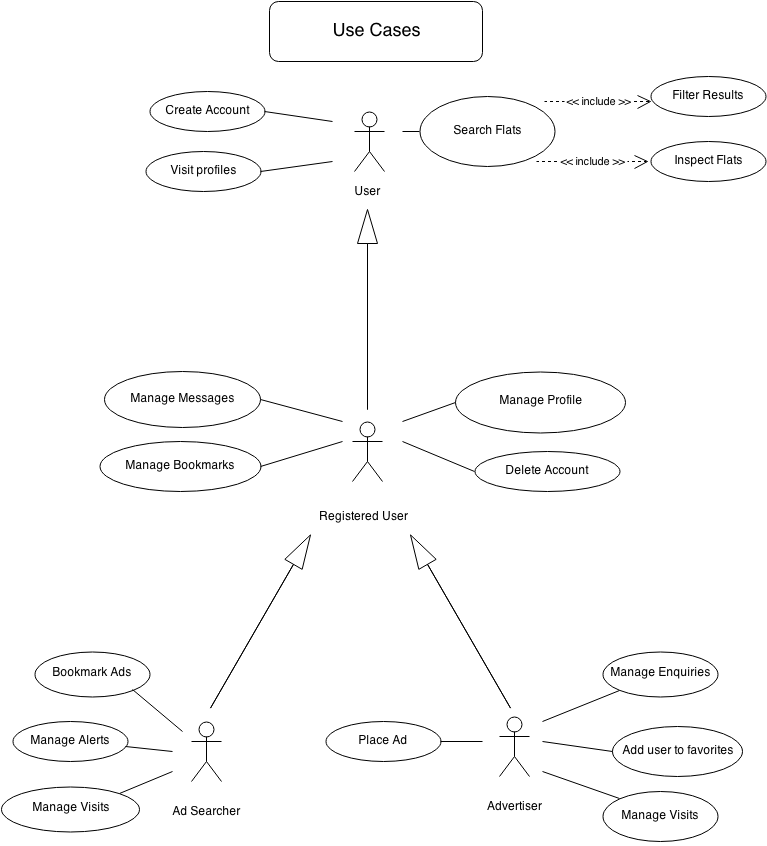 Use Cases
Create Account
Search Flats
<< include >>
Filter Results
Visit profiles
<< include >>
Inspect Flats
User
Manage Messages
Manage Profile
Manage Bookmarks
Delete Account
Registered User
Bookmark Ads
Manage Enquiries
Manage Alerts
Place Ad
Add user to favorites
Manage Visits
Ad Searcher
Advertiser
Manage Visits